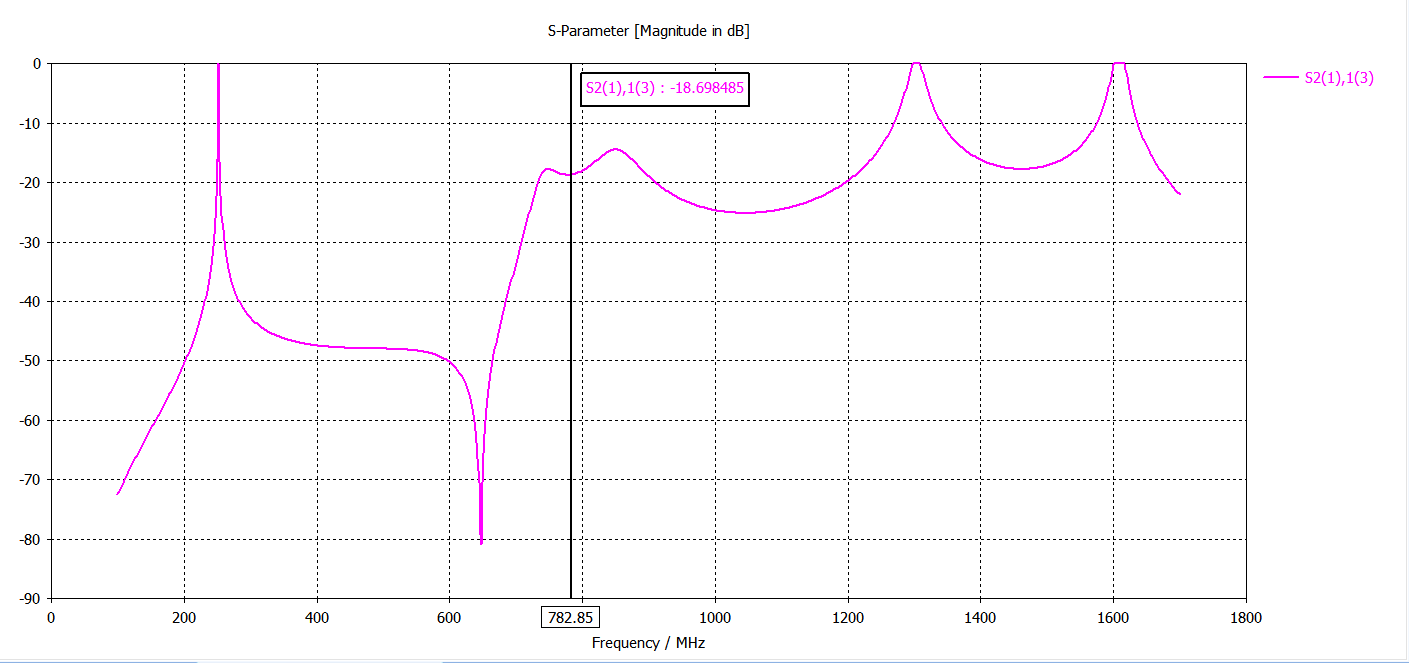 S-Parameter [Magnitude in dB]
S2(1),1(3) : -18.698485
S2(1),1(3)
0
-10
-20
-30
-40
-50
-60
-70
-80
-90
0 200 400 600 782.85 1000 1200 1400 1600 1800
Frequency / MHz